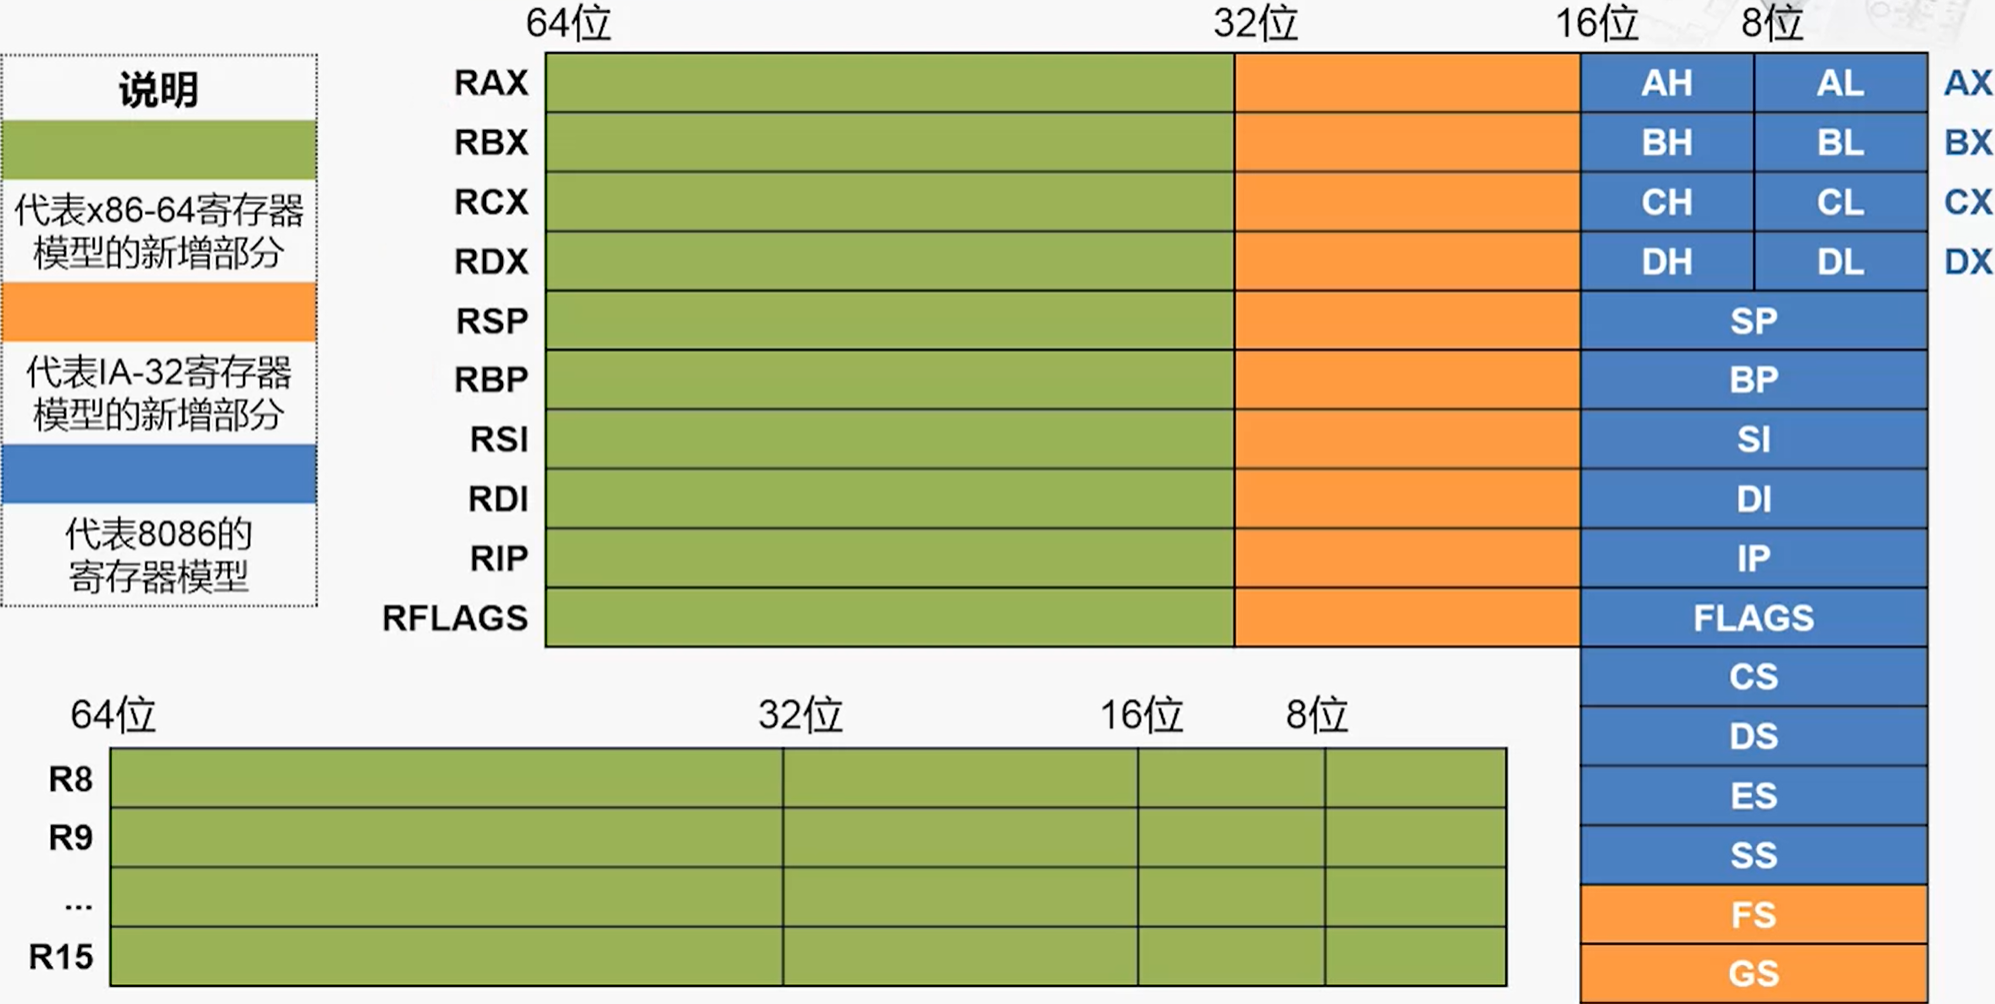 64位 32位 16位 8位
说明
代表x86-64寄存器
模型的新增部分
代表IA-32寄存器
模型的新增部分
代表8086的
寄存器模型
RAX AH AL AX
RBX BH BL BX
RCX CH CL CX
RDX DH DL DX
RSP SP
RBP BP
RSI SI
RDI DI
RIP IP
RFLAGS FLAGS
CS
DS
ES
SS
FS
GS
64位 32位 16位 8位
R8
R9
...
R15